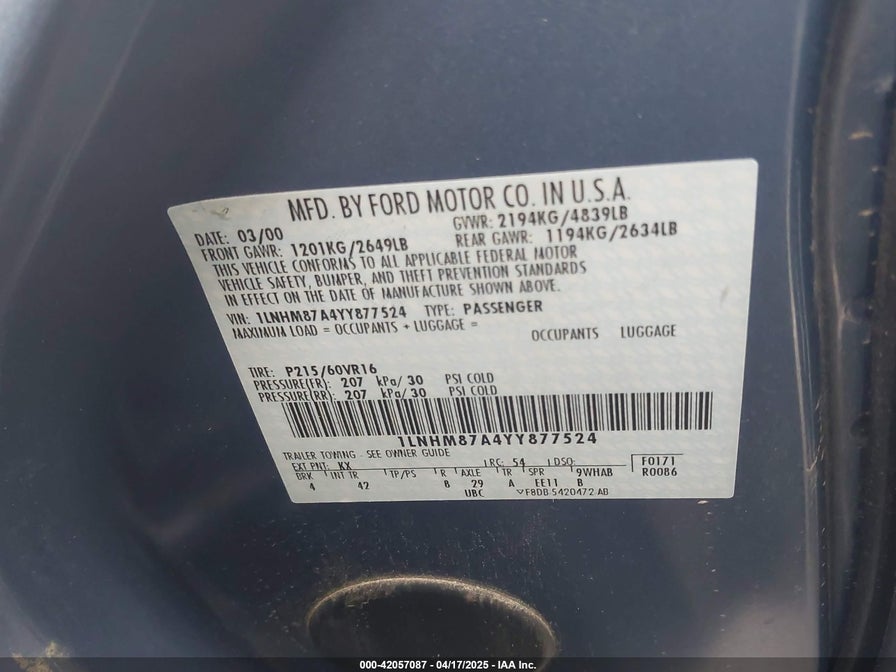 MFD. BY FORD MOTOR CO. IN U.S.A.
DATE: 03/00 GVWR: 2194KG/4839LB
FRONT GAWR: 1201KG/2649LB REAR GAWR: 1194KG/2634LB
THIS VEHICLE CONFORMS TO ALL APPLICABLE FEDERAL MOTOR
VEHICLE SAFETY, BUMPER, AND THEFT PREVENTION STANDARDS
IN EFFECT ON THE DATE OF MANUFACTURE SHOWN ABOVE.
VIN: 1LNHM87A4YY877524 TYPE: PASSENGER
MAXIMUM LOAD = OCCUPANTS + LUGGAGE = OCCUPANTS LUGGAGE
TIRE: P215/60VR16
PRESSURE(FR): 207 kPa/ 30 PSI COLD
PRESSURE(RR): 207 kPa/ 30 PSI COLD
1LNHM87A4YY877524
TRAILER TOWING - SEE OWNER GUIDE
EXT PNT: KX RC: 54 DSO: F0171
BRK INT TR TP/PS R AXLE TR SPR 9WHAB R0086
4 42 8 29 A EE11 B
UBC F8DB 5420472 AB
000-42057087 - 04/17/2025 - IAA Inc.